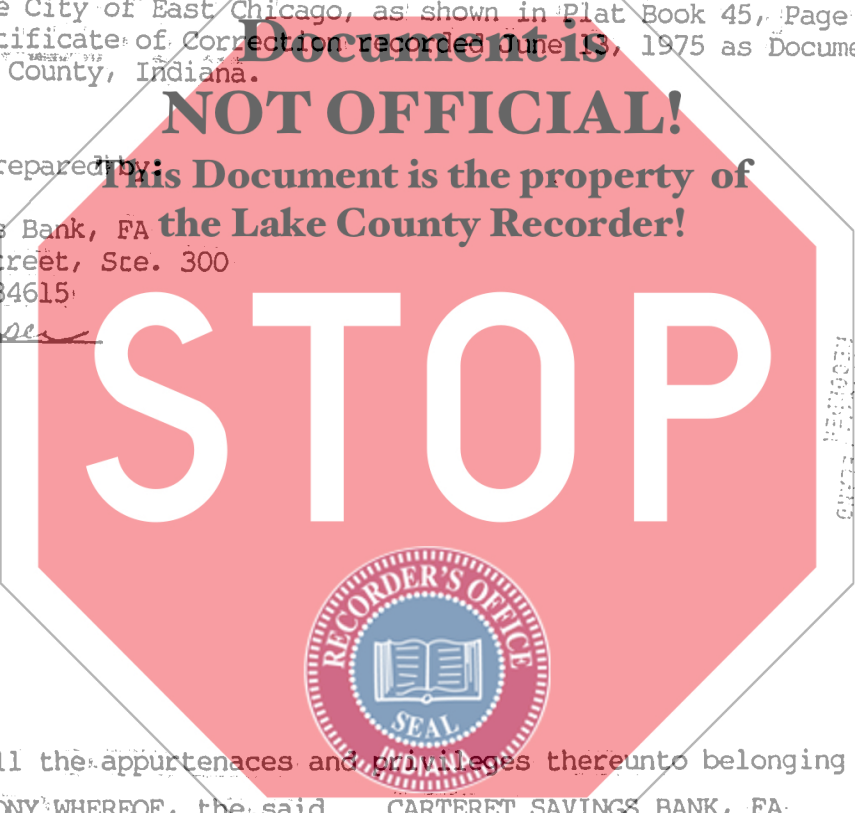 e City of East Chicago, as shown in Plat Book 45, Page
tificate of Correction recorded June 13, 1975 as Docume
County, Indiana.
Document is
NOT OFFICIAL!
This Document is the property of
the Lake County Recorder!
repared by:
s Bank, FA
treet, Ste. 300
34615
STOP
RECORDER'S OFFICE
SEAL
INDIANA
ll the appurtenaces and privileges thereunto belonging
ONY WHEREOF, the said CARTERET SAVINGS BANK, FA